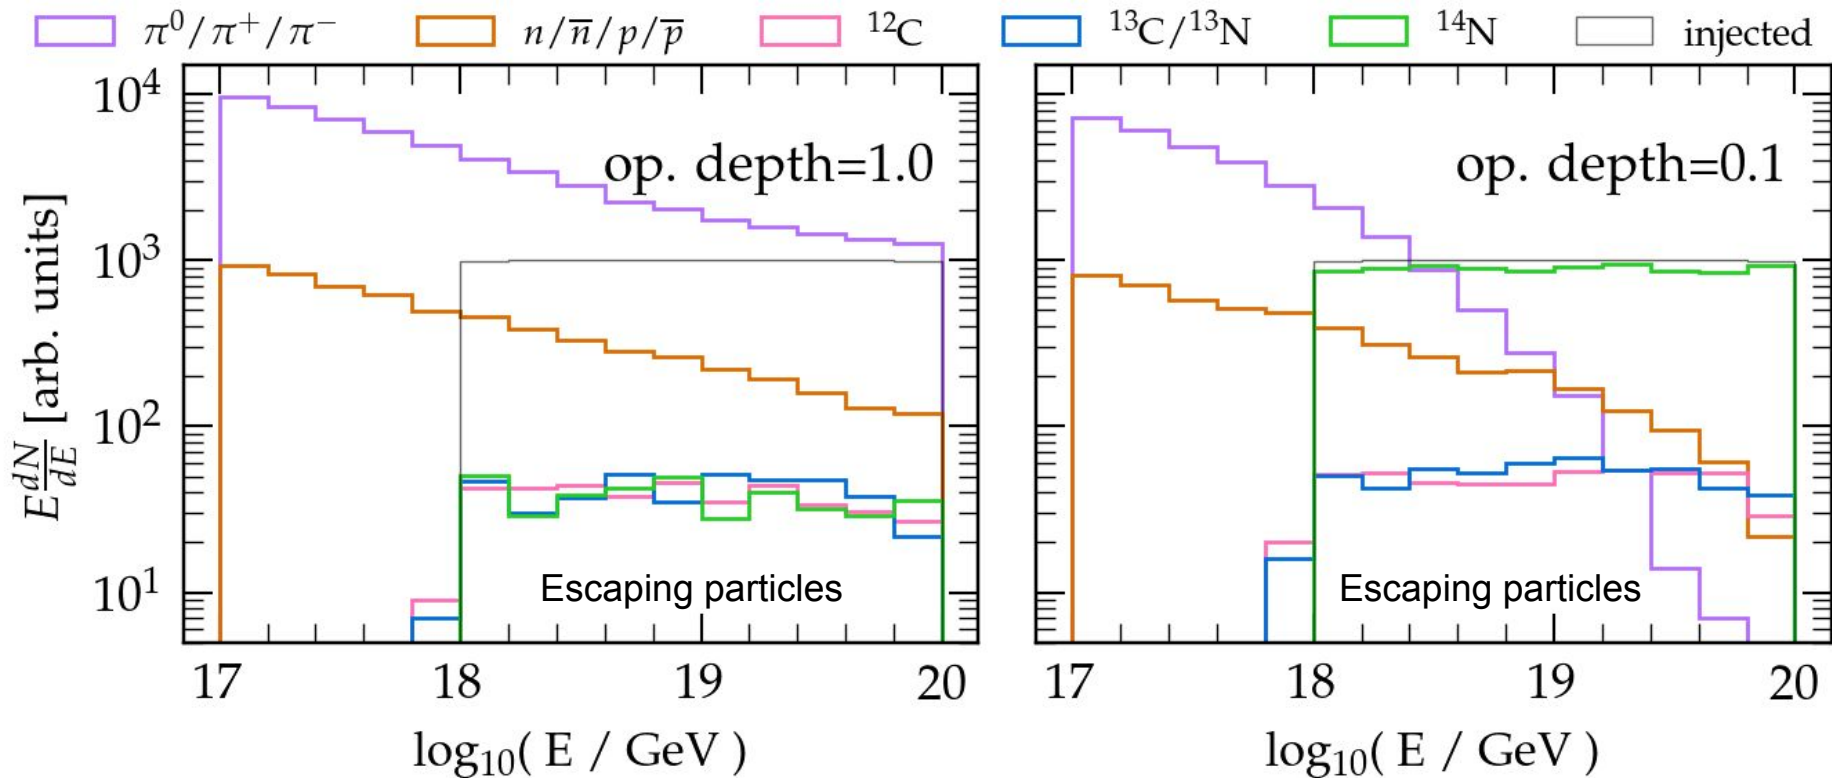 π⁰/π⁺/π⁻ n/n̅/p/p̅ ¹²C ¹³C/¹³N ¹⁴N injected
E dN/dE [arb. units]
10⁴
10³
10²
10¹
op. depth=1.0
Escaping particles
17 18 19 20
log₁₀( E / GeV )
op. depth=0.1
Escaping particles
17 18 19 20
log₁₀( E / GeV )